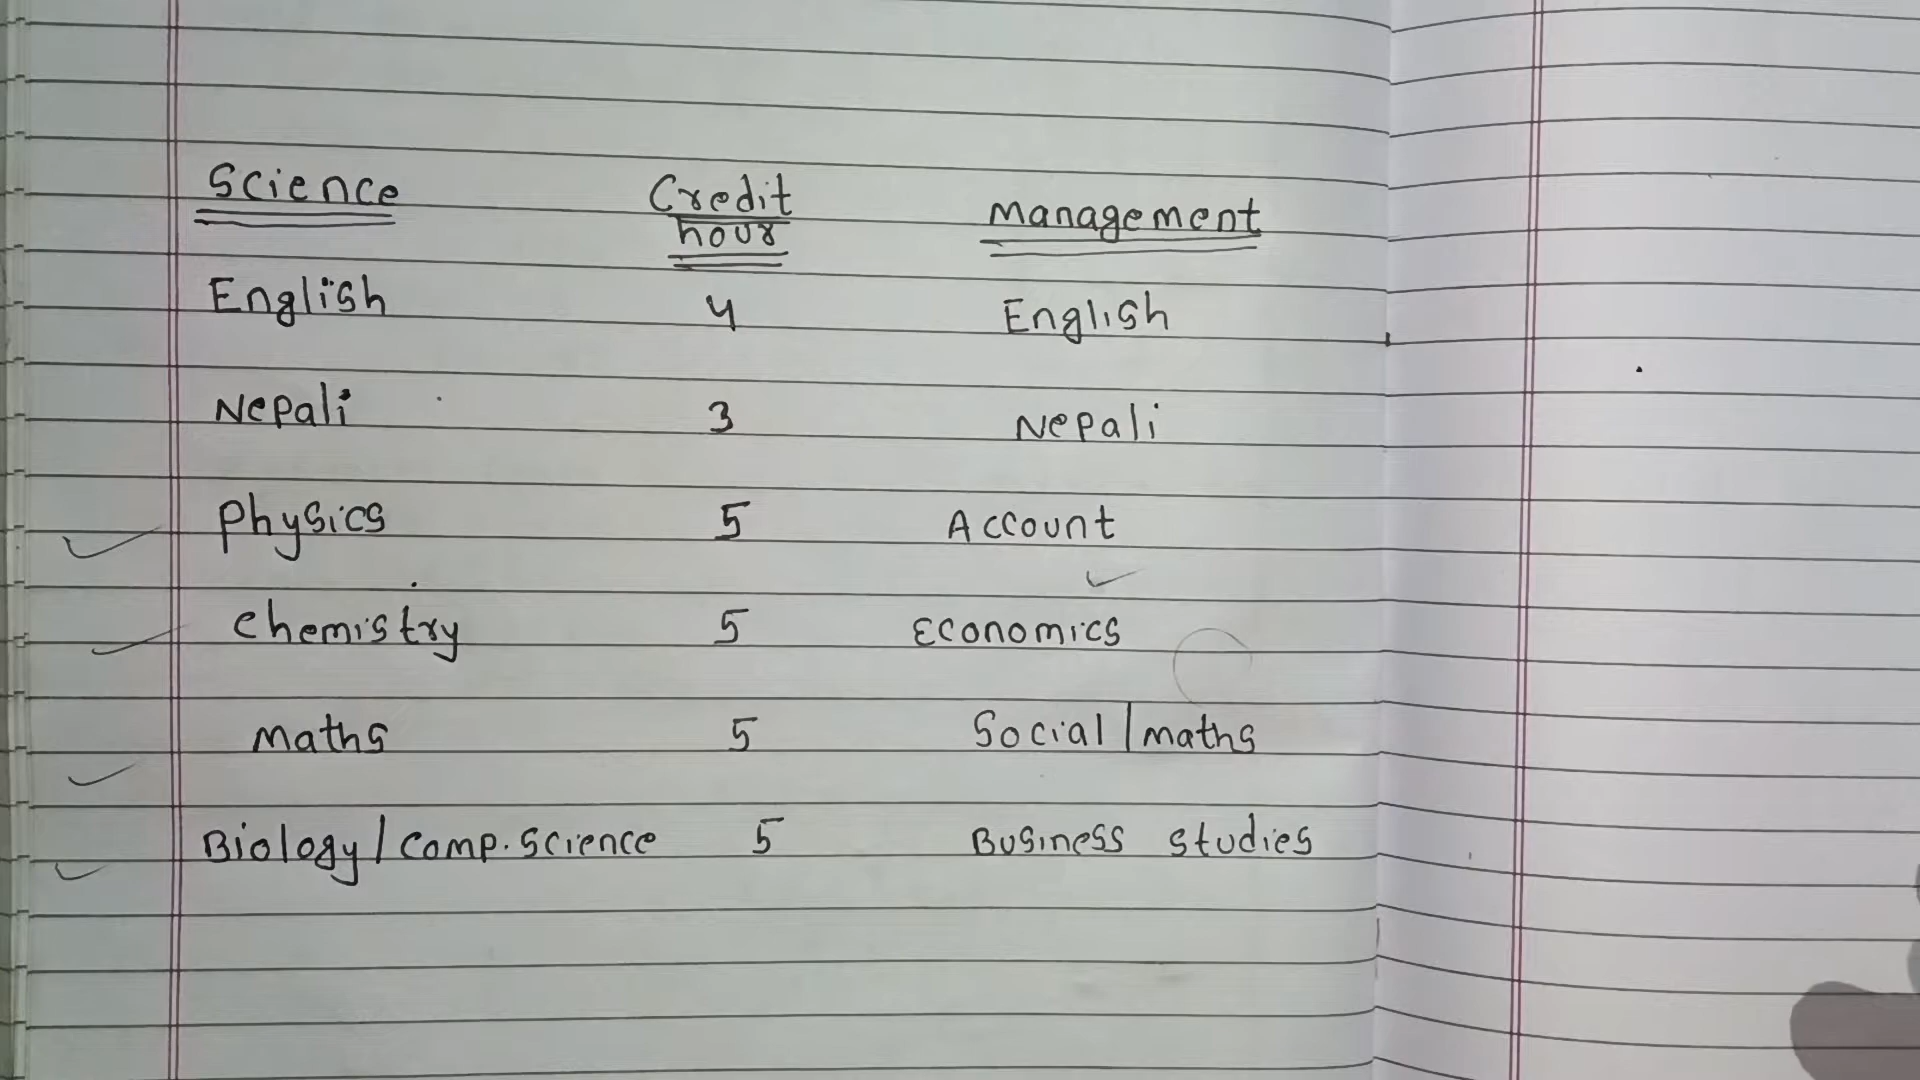 Science Credit hour Management
English 4 English
Nepali 3 Nepali
Physics 5 Account
Chemistry 5 Economics
Maths 5 Social | maths
Biology | comp. science 5 Business studies